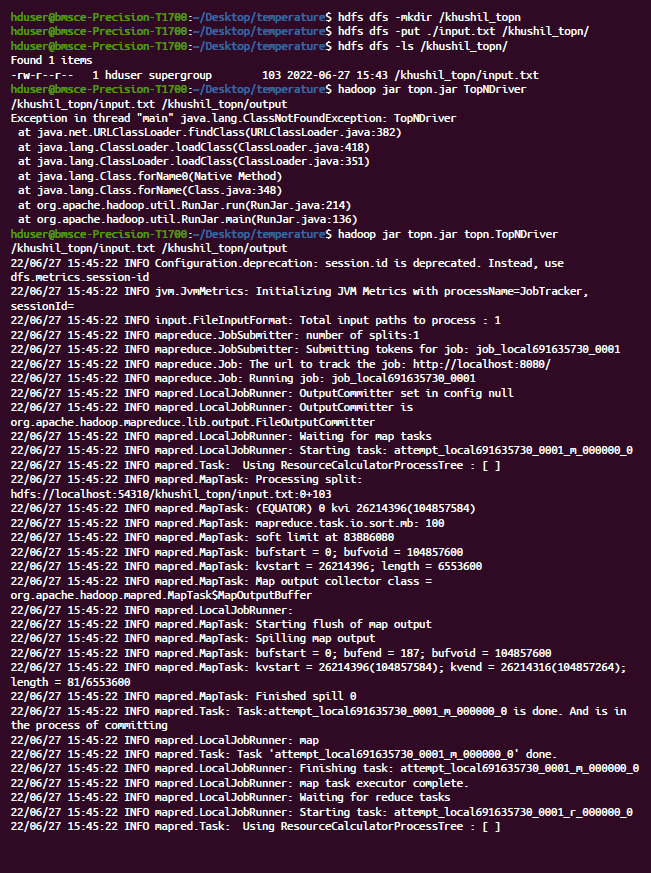 hduser@bmsce-Precision-T1700:~/Desktop/temperature$ hdfs dfs -mkdir /khushil_topn
hduser@bmsce-Precision-T1700:~/Desktop/temperature$ hdfs dfs -put ./input.txt /khushil_topn/
hduser@bmsce-Precision-T1700:~/Desktop/temperature$ hdfs dfs -ls /khushil_topn/
Found 1 items
-rw-r--r--   1 hduser supergroup        103 2022-06-27 15:43 /khushil_topn/input.txt
hduser@bmsce-Precision-T1700:~/Desktop/temperature$ hadoop jar topn.jar TopNDriver
/khushil_topn/input.txt /khushil_topn/output
Exception in thread "main" java.lang.ClassNotFoundException: TopNDriver
at java.net.URLClassLoader.findClass(URLClassLoader.java:382)
at java.lang.ClassLoader.loadClass(ClassLoader.java:418)
at java.lang.ClassLoader.loadClass(ClassLoader.java:351)
at java.lang.Class.forName0(Native Method)
at java.lang.Class.forName(Class.java:348)
at org.apache.hadoop.util.RunJar.run(RunJar.java:214)
at org.apache.hadoop.util.RunJar.main(RunJar.java:136)
hduser@bmsce-Precision-T1700:~/Desktop/temperature$ hadoop jar topn.jar topn.TopNDriver
/khushil_topn/input.txt /khushil_topn/output
22/06/27 15:45:22 INFO Configuration.deprecation: session.id is deprecated. Instead, use
dfs.metrics.session-id
22/06/27 15:45:22 INFO jvm.JvmMetrics: Initializing JVM Metrics with processName=JobTracker,
sessionId=
22/06/27 15:45:22 INFO input.FileInputFormat: Total input paths to process : 1
22/06/27 15:45:22 INFO mapreduce.JobSubmitter: number of splits:1
22/06/27 15:45:22 INFO mapreduce.JobSubmitter: Submitting tokens for job: job_local691635730_0001
22/06/27 15:45:22 INFO mapreduce.Job: The url to track the job: http://localhost:8080/
22/06/27 15:45:22 INFO mapreduce.Job: Running job: job_local691635730_0001
22/06/27 15:45:22 INFO mapred.LocalJobRunner: OutputCommitter set in config null
22/06/27 15:45:22 INFO mapred.LocalJobRunner: OutputCommitter is
org.apache.hadoop.mapreduce.lib.output.FileOutputCommitter
22/06/27 15:45:22 INFO mapred.LocalJobRunner: Waiting for map tasks
22/06/27 15:45:22 INFO mapred.LocalJobRunner: Starting task: attempt_local691635730_0001_m_000000_0
22/06/27 15:45:22 INFO mapred.Task:  Using ResourceCalculatorProcessTree : [ ]
22/06/27 15:45:22 INFO mapred.MapTask: Processing split:
hdfs://localhost:54310/khushil_topn/input.txt:0+103
22/06/27 15:45:22 INFO mapred.MapTask: (EQUATOR) 0 kvi 26214396(104857584)
22/06/27 15:45:22 INFO mapred.MapTask: mapreduce.task.io.sort.mb: 100
22/06/27 15:45:22 INFO mapred.MapTask: soft limit at 83886080
22/06/27 15:45:22 INFO mapred.MapTask: bufstart = 0; bufvoid = 104857600
22/06/27 15:45:22 INFO mapred.MapTask: kvstart = 26214396; length = 6553600
22/06/27 15:45:22 INFO mapred.MapTask: Map output collector class =
org.apache.hadoop.mapred.MapTask$MapOutputBuffer
22/06/27 15:45:22 INFO mapred.LocalJobRunner:
22/06/27 15:45:22 INFO mapred.MapTask: Starting flush of map output
22/06/27 15:45:22 INFO mapred.MapTask: Spilling map output
22/06/27 15:45:22 INFO mapred.MapTask: bufstart = 0; bufend = 187; bufvoid = 104857600
22/06/27 15:45:22 INFO mapred.MapTask: kvstart = 26214396(104857584); kvend = 26214316(104857264);
length = 81/6553600
22/06/27 15:45:22 INFO mapred.MapTask: Finished spill 0
22/06/27 15:45:22 INFO mapred.Task: Task:attempt_local691635730_0001_m_000000_0 is done. And is in
the process of committing
22/06/27 15:45:22 INFO mapred.LocalJobRunner: map
22/06/27 15:45:22 INFO mapred.Task: Task 'attempt_local691635730_0001_m_000000_0' done.
22/06/27 15:45:22 INFO mapred.LocalJobRunner: Finishing task: attempt_local691635730_0001_m_000000_0
22/06/27 15:45:22 INFO mapred.LocalJobRunner: map task executor complete.
22/06/27 15:45:22 INFO mapred.LocalJobRunner: Waiting for reduce tasks
22/06/27 15:45:22 INFO mapred.LocalJobRunner: Starting task: attempt_local691635730_0001_r_000000_0
22/06/27 15:45:22 INFO mapred.Task:  Using ResourceCalculatorProcessTree : [ ]